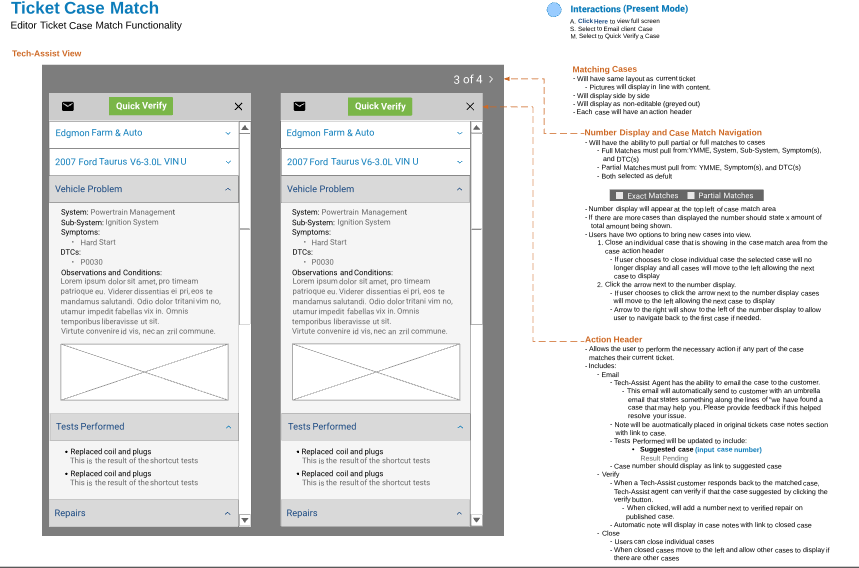 Ticket Case Match
Editor Ticket Case Match Functionality
Interactions (Present Mode)
A. Click Here to view full screen
S. Select to Email client Case
M. Select to Quick Verify a Case
Tech-Assist View
3 of 4 >
Quick Verify
Edgmon Farm & Auto
2007 Ford Taurus V6-3.0L VIN U
Vehicle Problem
System: Powertrain Management
Sub-System: Ignition System
Symptoms:
• Hard Start
DTCs:
• P0030
Observations and Conditions:
Lorem ipsum dolor sit amet, pro timeam
patrioque eu. Viderer dissentias ei pri, eos te
mandamus salutandi. Odio dolor tritani vim no,
utamur impedit fabellas vix in. Omnis
temporibus liberavisse ut sit.
Virtute convenire id vis, nec an zril commune.
Tests Performed
• Replaced coil and plugs
This is the result of the shortcut tests
• Replaced coil and plugs
This is the result of the shortcut tests
Repairs
Quick Verify
Edgmon Farm & Auto
2007 Ford Taurus V6-3.0L VIN U
Vehicle Problem
System: Powertrain Management
Sub-System: Ignition System
Symptoms:
• Hard Start
DTCs:
• P0030
Observations and Conditions:
Lorem ipsum dolor sit amet, pro timeam
patrioque eu. Viderer dissentias ei pri, eos te
mandamus salutandi. Odio dolor tritani vim no,
utamur impedit fabellas vix in. Omnis
temporibus liberavisse ut sit.
Virtute convenire id vis, nec an zril commune.
Tests Performed
• Replaced coil and plugs
This is the result of the shortcut tests
• Replaced coil and plugs
This is the result of the shortcut tests
Repairs
Matching Cases
- Will have same layout as current ticket
- Pictures will display in line with content.
- Will display side by side
- Will display as non-editable (greyed out)
- Each case will have an action header
Number Display and Case Match Navigation
- Will have the ability to pull partial or full matches to cases
- Full Matches must pull from: YMME, System, Sub-System, Symptom(s),
and DTC(s)
- Partial Matches must pull from: YMME, Symptom(s), and DTC(s)
- Both selected as defult
Exact Matches Partial Matches
- Number display will appear at the top left of case match area
- If there are more cases than displayed the number should state x amount of
total amount being shown.
- Users have two options to bring new cases into view.
1. Close an individual case that is showing in the case match area from the
case action header
- If user chooses to close individual case the selected case will no
longer display and all cases will move to the left allowing the next
case to display
2. Click the arrow next to the number display.
- If user chooses to click the arrow next to the number display cases
will move to the left allowing the next case to display
- Arrow to the right will show to the left of the number display to allow
user to navigate back to the first case if needed.
Action Header
- Allows the user to perform the necessary action if any part of the case
matches their current ticket.
- Includes:
- Email
- Tech-Assist Agent has the ability to email the case to the customer.
- This email will automatically send to customer with an umbrella
email that states something along the lines of "we have found a
case that may help you. Please provide feedback if this helped
resolve your issue.
- Note will be auotmatically placed in original tickets case notes section
with link to case.
- Tests Performed will be updated to include:
• Suggested case (input case number)
Result Pending
- Case number should display as link to suggested case
- Verify
- When a Tech-Assist customer responds back to the matched case,
Tech-Assist agent can verify if that the case suggested by clicking the
verify button.
- When clicked, will add a number next to verified repair on
published case.
- Automatic note will display in case notes with link to closed case
- Close
- Users can close individual cases
- When closed cases move to the left and allow other cases to display if
there are other cases